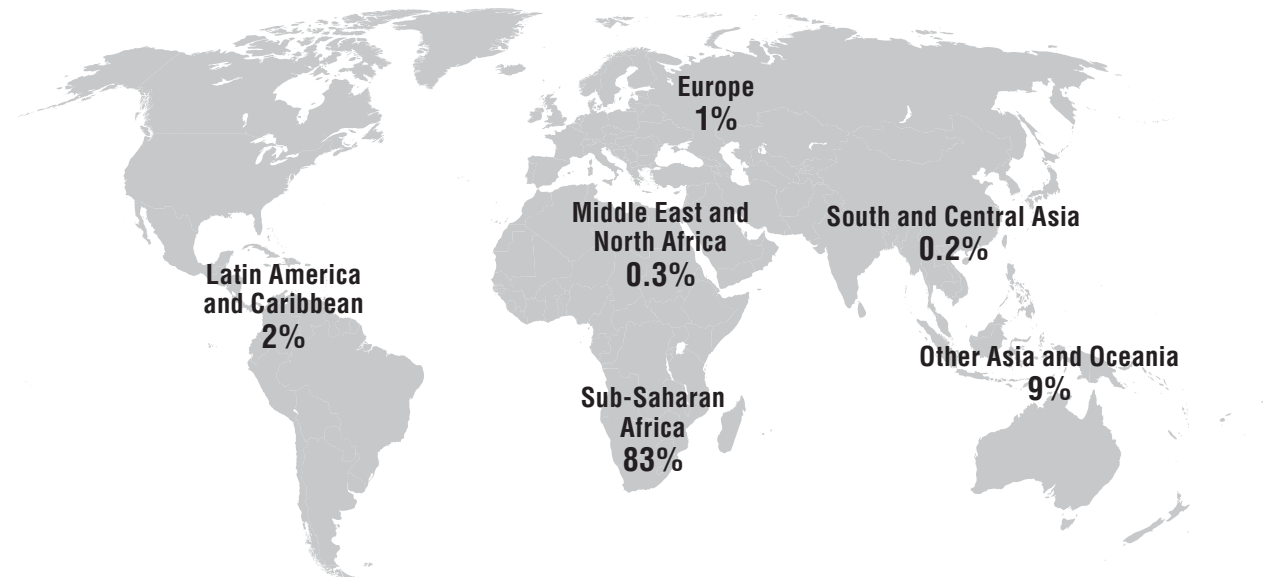 Europe
1%
Middle East and
North Africa
0.3%
South and Central Asia
0.2%
Latin America
and Caribbean
2%
Other Asia and Oceania
9%
Sub-Saharan
Africa
83%